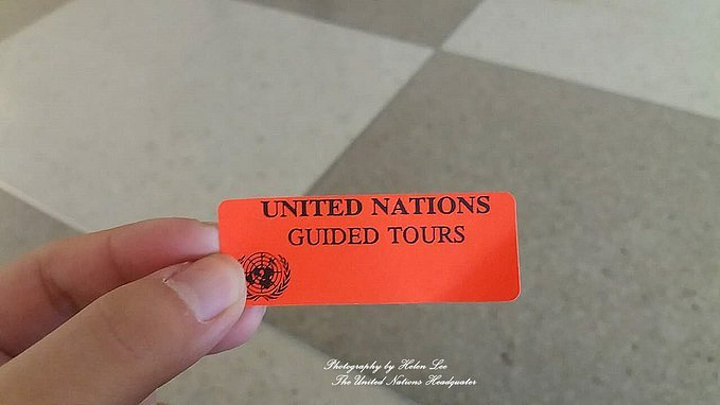 UNITED NATIONS
GUIDED TOURS
Photography by Helen Lee
The United Nations Headquater